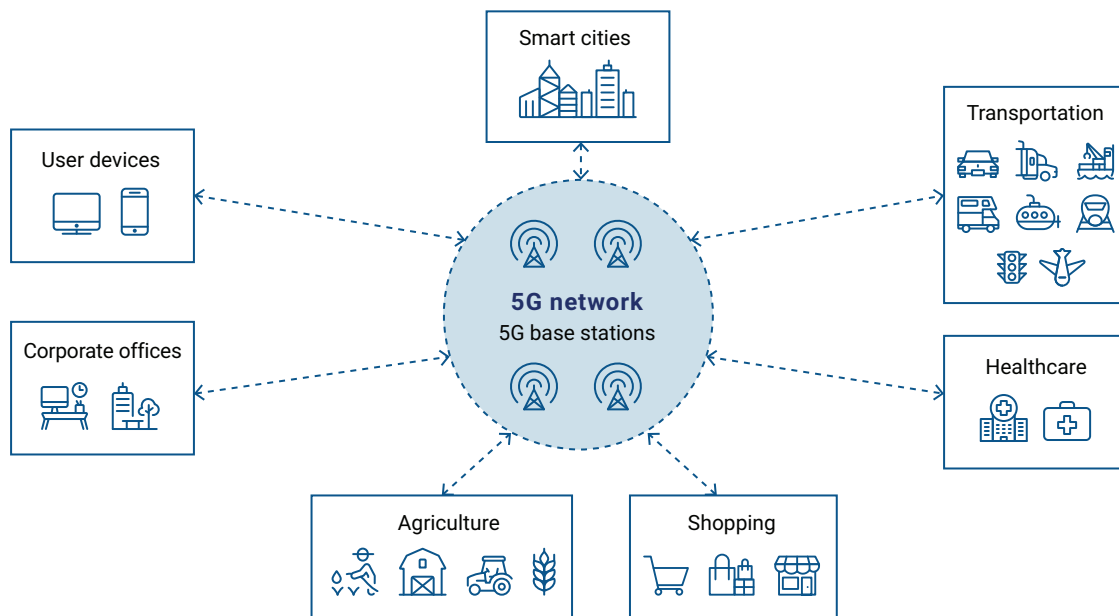 Smart cities
Transportation
User devices
5G network
5G base stations
Corporate offices
Healthcare
Agriculture
Shopping